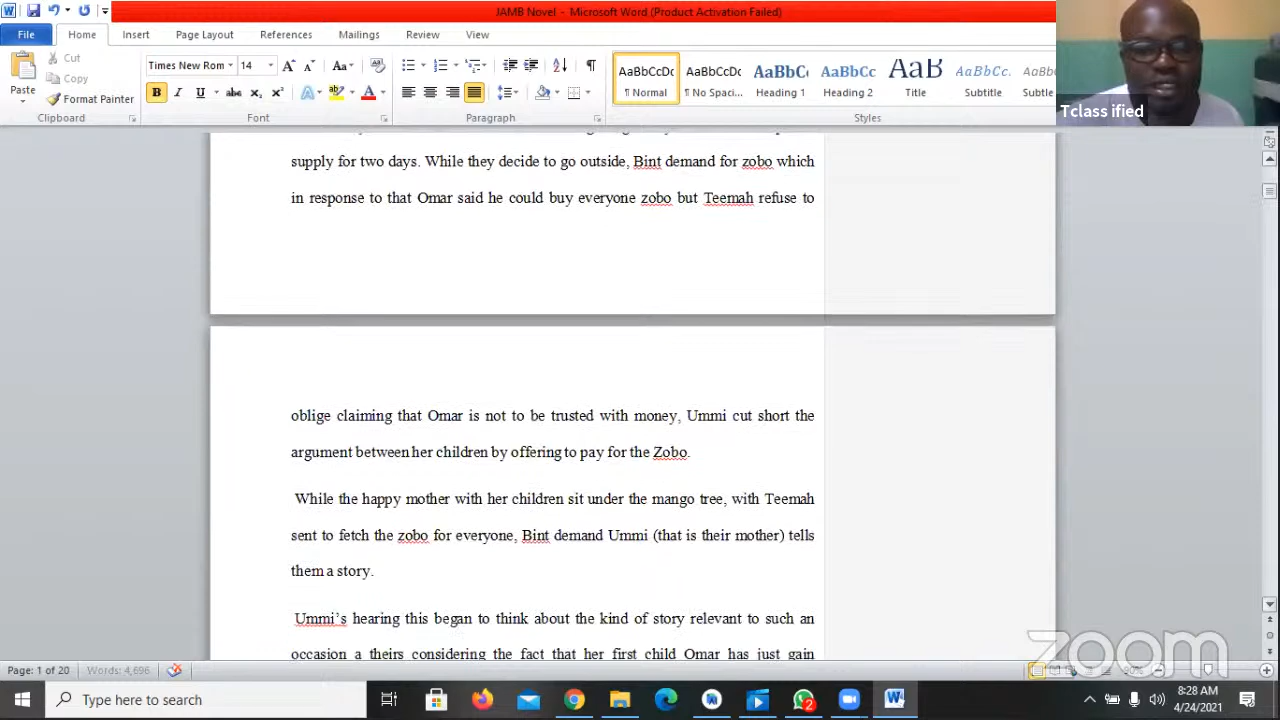 JAMB Novel - Microsoft Word (Product Activation Failed)
File Home Insert Page Layout References Mailings Review View
Paste
Cut
Copy
Format Painter
Times New Rom 14
Aa
B I U abc x₂ x² A ab A
AaBbCcDc AaBbCcDc AaBbC AaBbCc AaB AaBbCc. AaBbCc
¶ Normal ¶ No Spaci... Heading 1 Heading 2 Title Subtitle Subtle
Clipboard Font Paragraph Styles
Tclass ified
supply for two days. While they decide to go outside, Bint demand for zobo which
in response to that Omar said he could buy everyone zobo but Teemah refuse to
oblige claiming that Omar is not to be trusted with money, Ummi cut short the
argument between her children by offering to pay for the Zobo.
While the happy mother with her children sit under the mango tree, with Teemah
sent to fetch the zobo for everyone, Bint demand Ummi (that is their mother) tells
them a story.
Ummi's hearing this began to think about the kind of story relevant to such an
occasion a theirs considering the fact that her first child Omar has just gain
zoom
Page: 1 of 20 Words: 4,696 90%
Type here to search
2
8:28 AM
4/24/2021